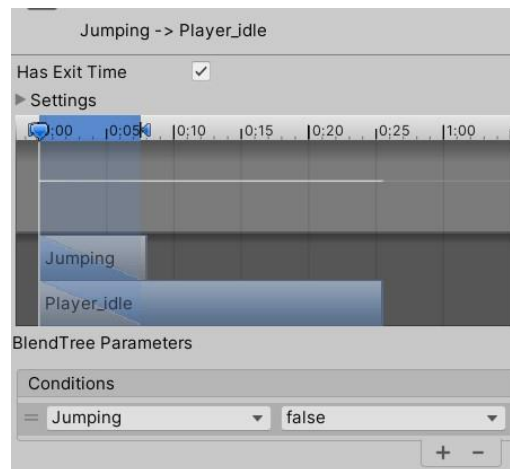 Jumping -> Player_idle
Has Exit Time
Settings
0:00 0:05 0:10 0:15 0:20 0:25 1:00
Jumping
Player_idle
BlendTree Parameters
Conditions
= Jumping false
+ -